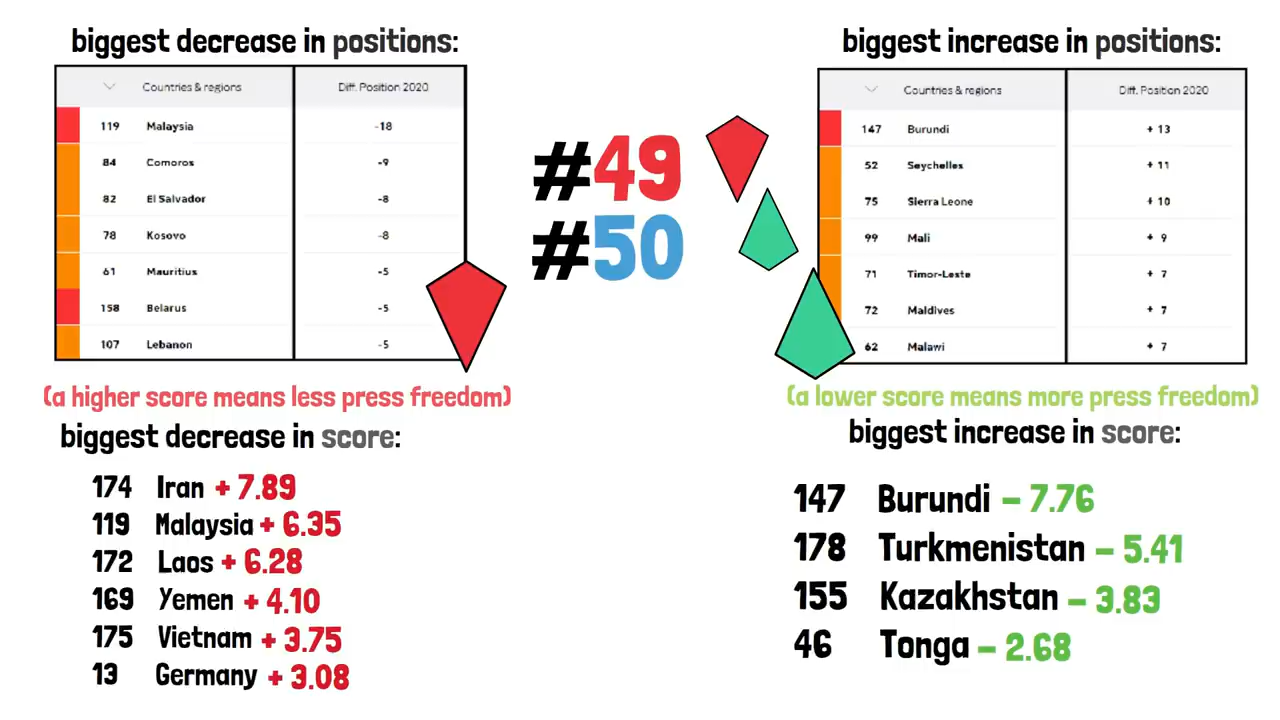 biggest decrease in positions:
Countries & regions Diff. Position 2020
119 Malaysia -18
84 Comoros -9
82 El Salvador -8
78 Kosovo -8
61 Mauritius -5
158 Belarus -5
107 Lebanon -5
(a higher score means less press freedom)
biggest decrease in score:
174 Iran + 7.89
119 Malaysia + 6.35
172 Laos + 6.28
169 Yemen + 4.10
175 Vietnam + 3.75
13 Germany + 3.08
#49
#50
biggest increase in positions:
Countries & regions Diff. Position 2020
147 Burundi + 13
52 Seychelles + 11
75 Sierra Leone + 10
99 Mali + 9
71 Timor-Leste + 7
72 Maldives + 7
62 Malawi + 7
(a lower score means more press freedom)
biggest increase in score:
147 Burundi - 7.76
178 Turkmenistan - 5.41
155 Kazakhstan - 3.83
46 Tonga - 2.68